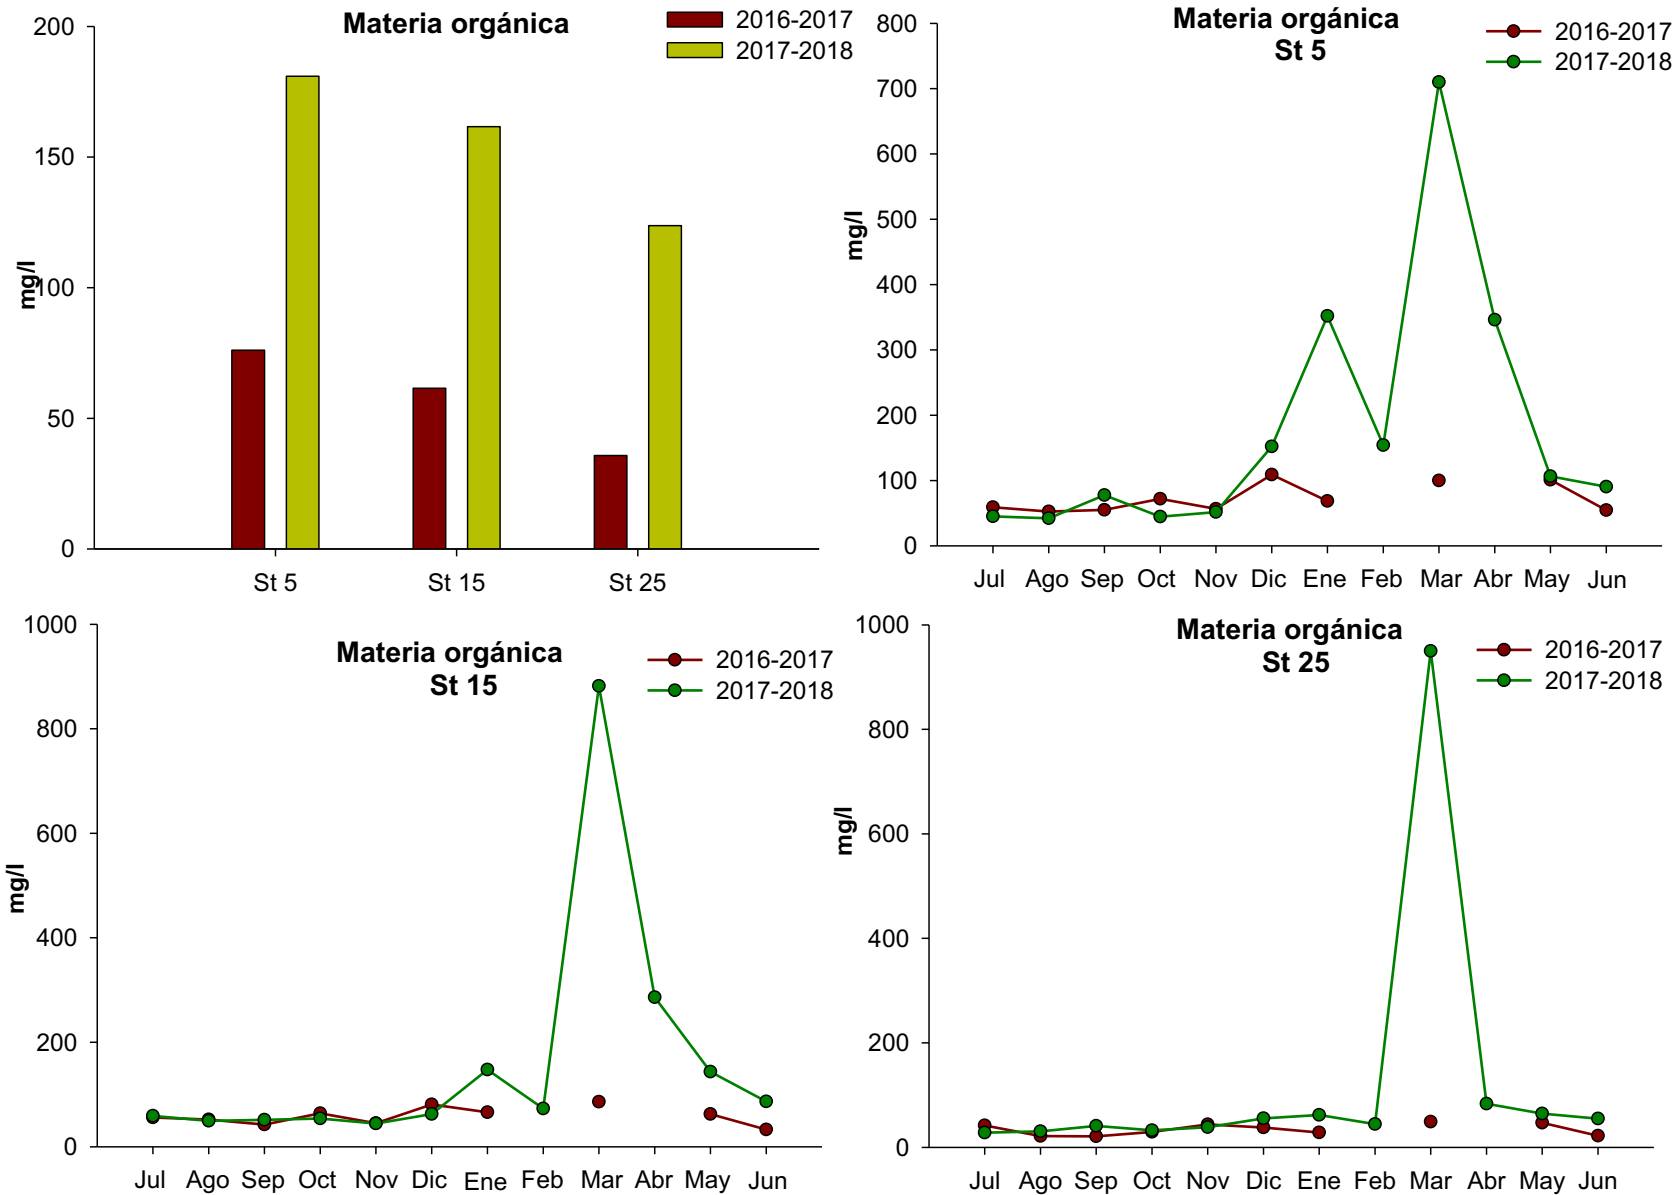 Materia orgánica
2016-2017
2017-2018
200
150
100
50
0
mg/l
St 5
St 15
St 25
Materia orgánica
St 5
2016-2017
2017-2018
800
700
600
500
400
300
200
100
0
mg/l
Jul Ago Sep Oct Nov Dic Ene Feb Mar Abr May Jun
Materia orgánica
St 15
2016-2017
2017-2018
1000
800
600
400
200
0
mg/l
Jul Ago Sep Oct Nov Dic Ene Feb Mar Abr May Jun
Materia orgánica
St 25
2016-2017
2017-2018
1000
800
600
400
200
0
mg/l
Jul Ago Sep Oct Nov Dic Ene Feb Mar Abr May Jun